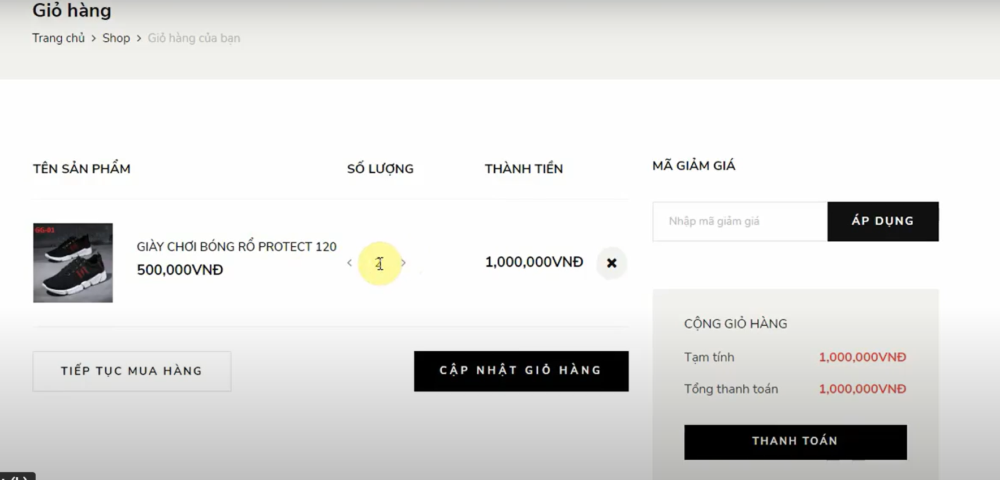 Giỏ hàng
Trang chủ > Shop > Giỏ hàng của bạn
TÊN SẢN PHẨM
SỐ LƯỢNG
THÀNH TIỀN
GG-01
GIÀY CHƠI BÓNG RỔ PROTECT 120
500,000VNĐ
1,000,000VNĐ
TIẾP TỤC MUA HÀNG
CẬP NHẬT GIỎ HÀNG
MÃ GIẢM GIÁ
Nhập mã giảm giá
ÁP DỤNG
CỘNG GIỎ HÀNG
Tạm tính 1,000,000VNĐ
Tổng thanh toán 1,000,000VNĐ
THANH TOÁN